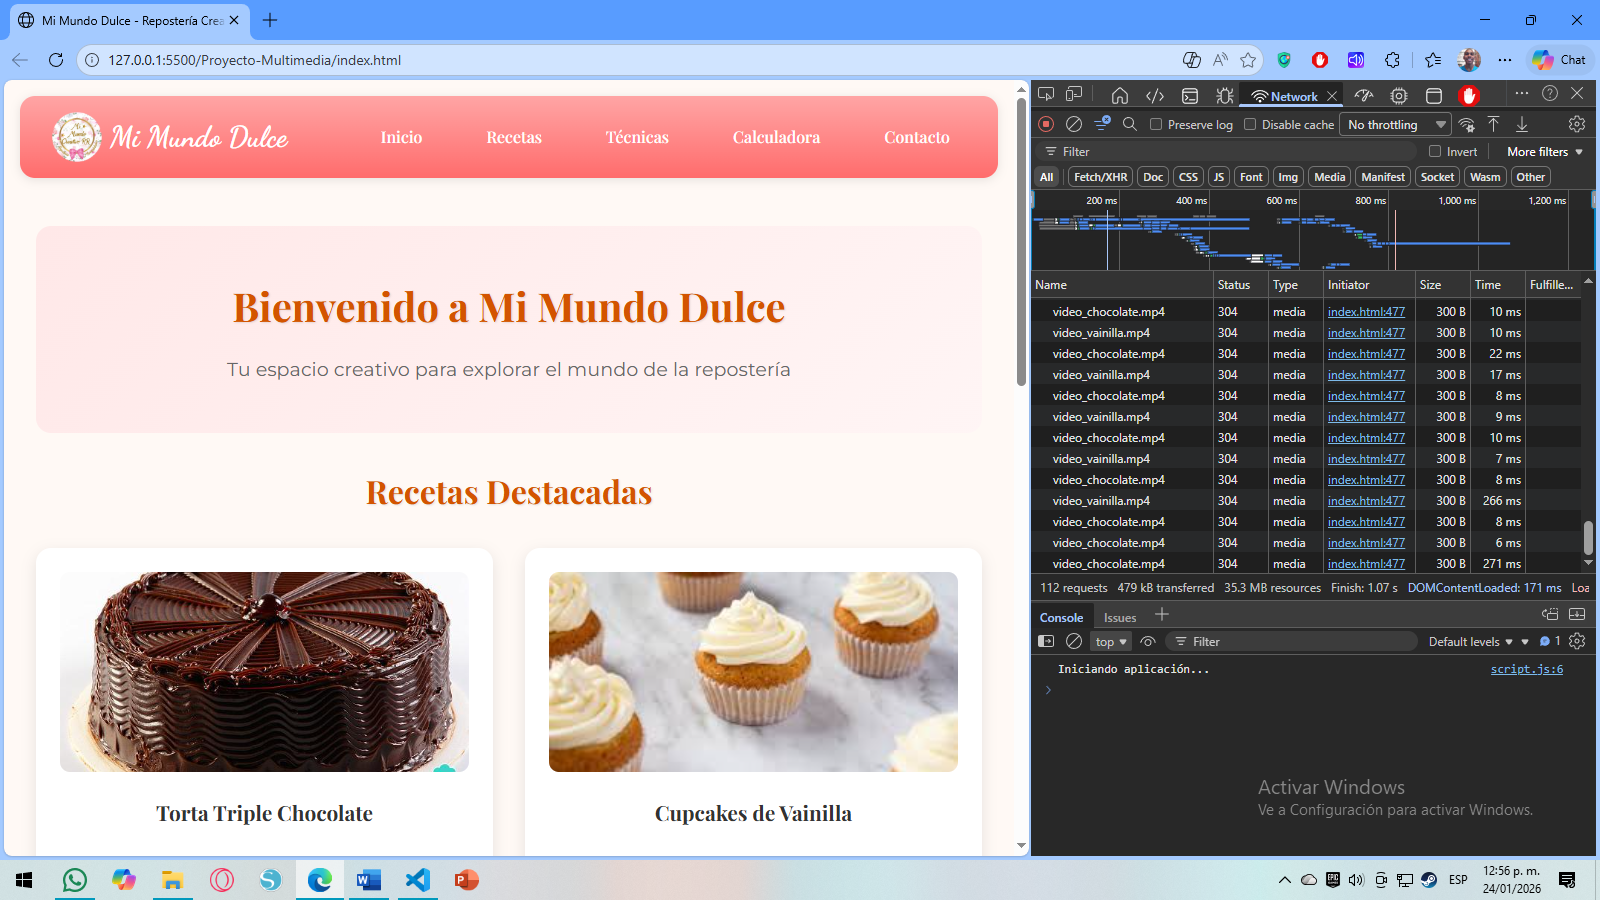 Mi Mundo Dulce - Repostería Crea
127.0.0.1:5500/Proyecto-Multimedia/index.html
Chat
Mi Mundo Dulce
Inicio
Recetas
Técnicas
Calculadora
Contacto
Bienvenido a Mi Mundo Dulce
Tu espacio creativo para explorar el mundo de la repostería
Recetas Destacadas
Torta Triple Chocolate
Cupcakes de Vainilla
Network
Preserve log
Disable cache
No throttling
Filter
Invert
More filters
All
Fetch/XHR
Doc
CSS
JS
Font
Img
Media
Manifest
Socket
Wasm
Other
200 ms
400 ms
600 ms
800 ms
1,000 ms
1,200 ms
Name Status Type Initiator Size Time Fulfille...
video_chocolate.mp4 304 media index.html:477 300 B 10 ms
video_vainilla.mp4 304 media index.html:477 300 B 10 ms
video_chocolate.mp4 304 media index.html:477 300 B 22 ms
video_vainilla.mp4 304 media index.html:477 300 B 17 ms
video_chocolate.mp4 304 media index.html:477 300 B 8 ms
video_vainilla.mp4 304 media index.html:477 300 B 9 ms
video_chocolate.mp4 304 media index.html:477 300 B 10 ms
video_vainilla.mp4 304 media index.html:477 300 B 7 ms
video_chocolate.mp4 304 media index.html:477 300 B 8 ms
video_vainilla.mp4 304 media index.html:477 300 B 266 ms
video_chocolate.mp4 304 media index.html:477 300 B 8 ms
video_chocolate.mp4 304 media index.html:477 300 B 6 ms
video_chocolate.mp4 304 media index.html:477 300 B 271 ms
112 requests 479 kB transferred 35.3 MB resources Finish: 1.07 s DOMContentLoaded: 171 ms Loa
Console
Issues
top
Filter
Default levels
1
Iniciando aplicación... script.js:6
Activar Windows
Ve a Configuración para activar Windows.
ESP
12:56 p. m.
24/01/2026